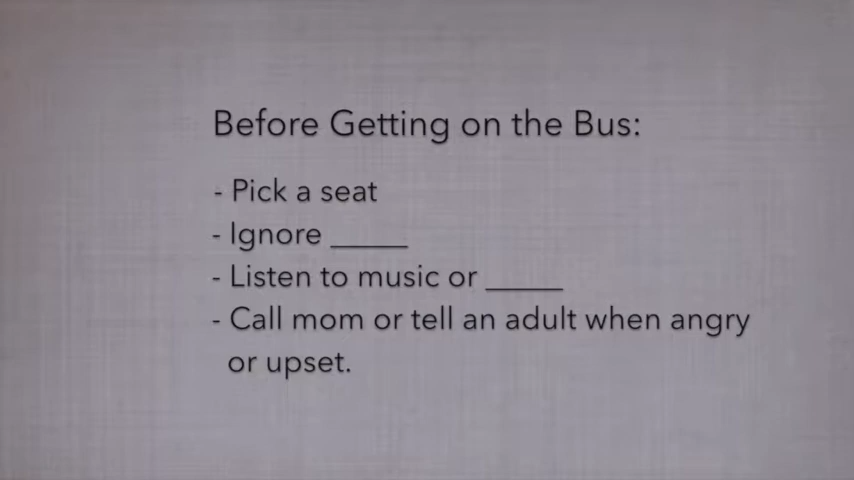 Before Getting on the Bus:
- Pick a seat
- Ignore _____
- Listen to music or _____
- Call mom or tell an adult when angry
or upset.